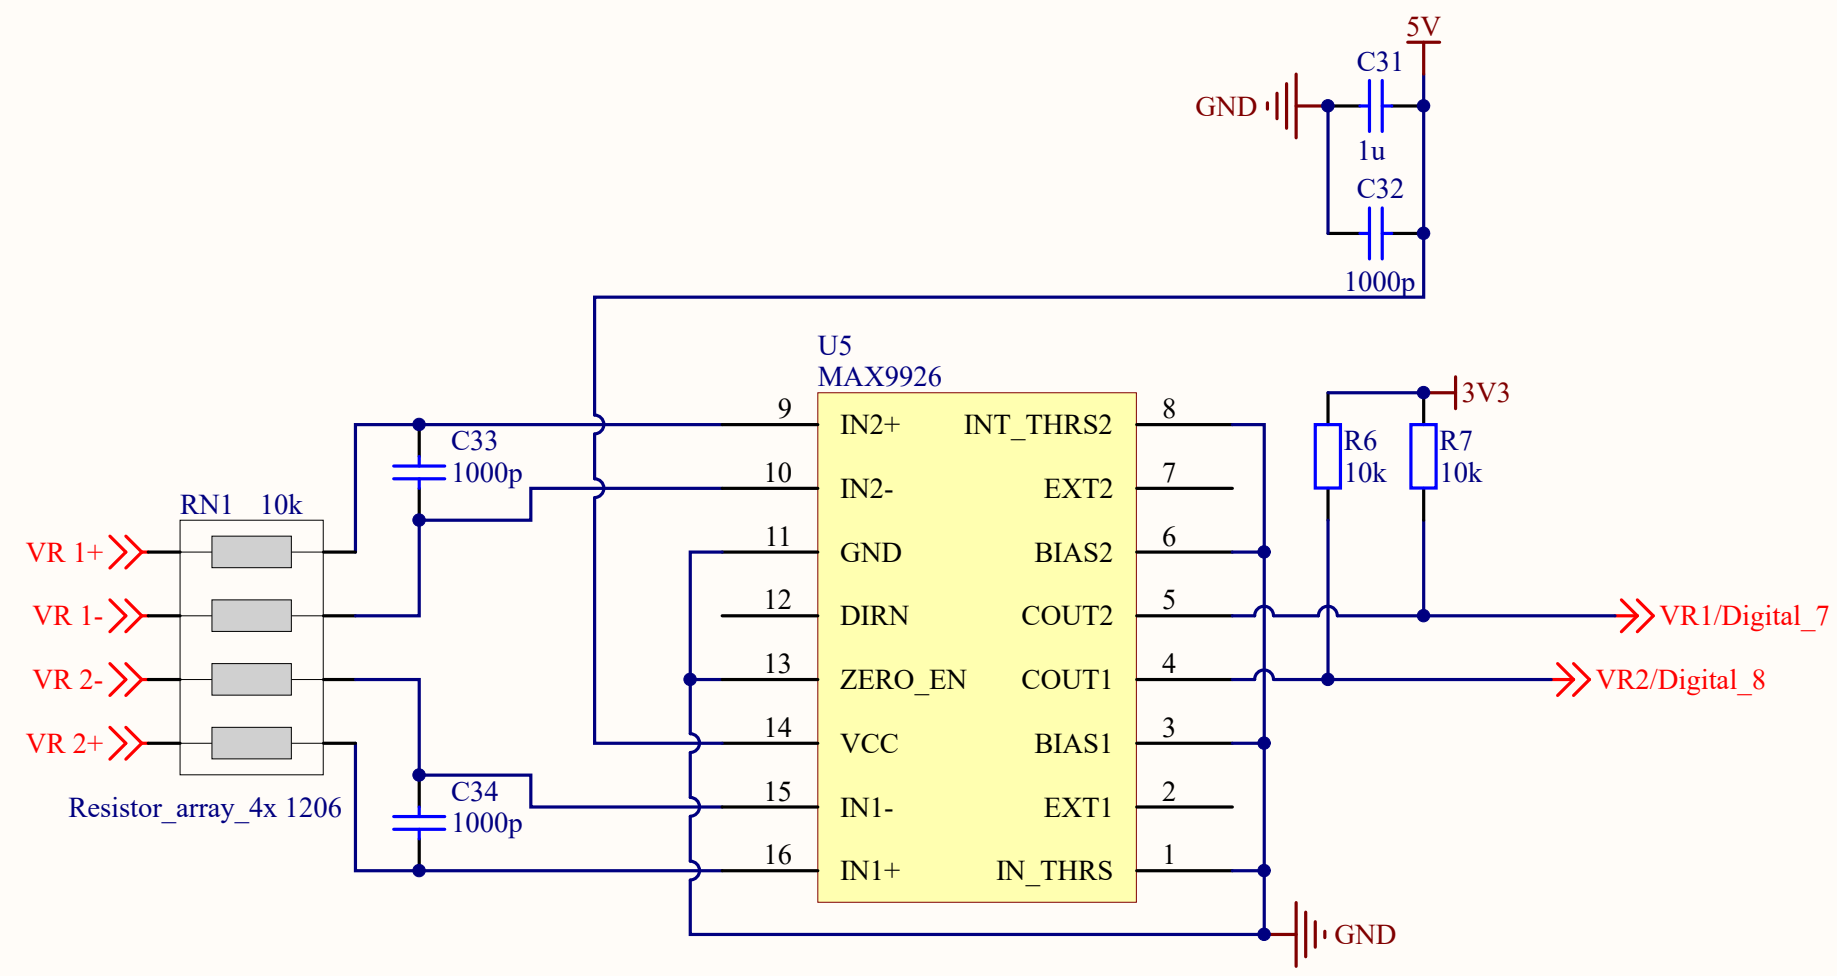 5V
C31
GND
1u
C32
1000p
U5
MAX9926
3V3
9 IN2+ INT_THRS2 8
C33
1000p
R6
10k
R7
10k
10 IN2- EXT2 7
RN1 10k
VR 1+
11 GND BIAS2 6
VR 1-
12 DIRN COUT2 5
VR1/Digital_7
VR 2-
13 ZERO_EN COUT1 4
VR2/Digital_8
VR 2+
14 VCC BIAS1 3
Resistor_array_4x 1206
C34
1000p
15 IN1- EXT1 2
16 IN1+ IN_THRS 1
GND